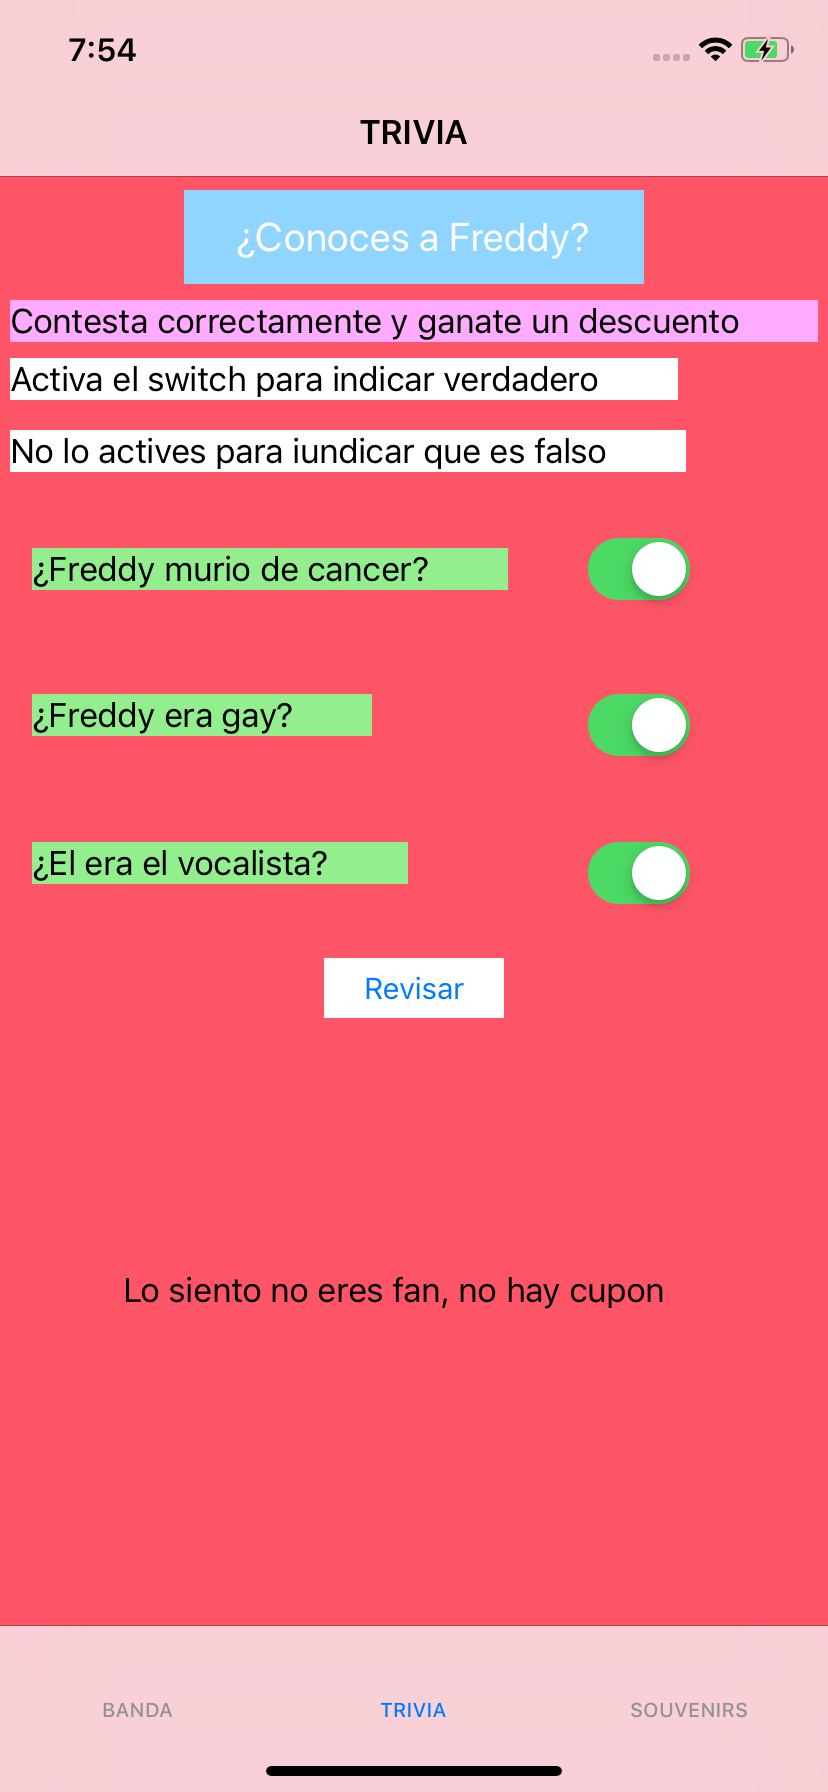 7:54
TRIVIA
¿Conoces a Freddy?
Contesta correctamente y ganate un descuento
Activa el switch para indicar verdadero
No lo actives para iundicar que es falso
¿Freddy murio de cancer?
¿Freddy era gay?
¿El era el vocalista?
Revisar
Lo siento no eres fan, no hay cupon
BANDA TRIVIA SOUVENIRS